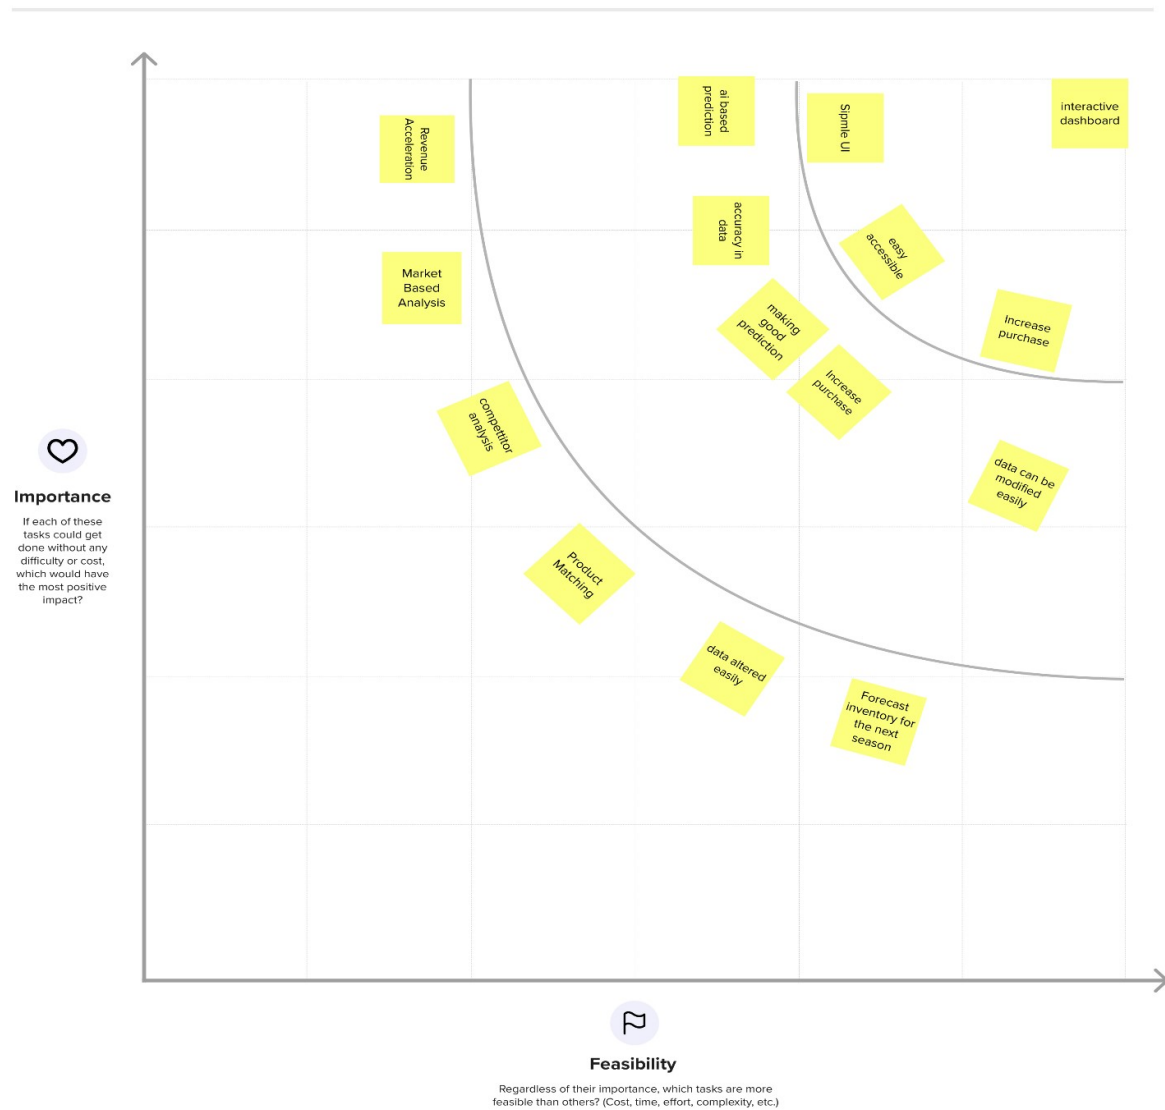 ai based
prediction
Sipmle UI
interactive
dashboard
Revenue
Acceleration
accuracy in
data
easy
accessible
Market
Based
Analysis
making
good
prediction
Increase
purchase
Increase
purchase
compettitor
analysis
data can be
modified
easily
Product
Matching
data altered
easily
Forecast
inventory for
the next
season
Importance
If each of these
tasks could get
done without any
difficulty or cost,
which would have
the most positive
impact?
Feasibility
Regardless of their importance, which tasks are more
feasible than others? (Cost, time, effort, complexity, etc.)